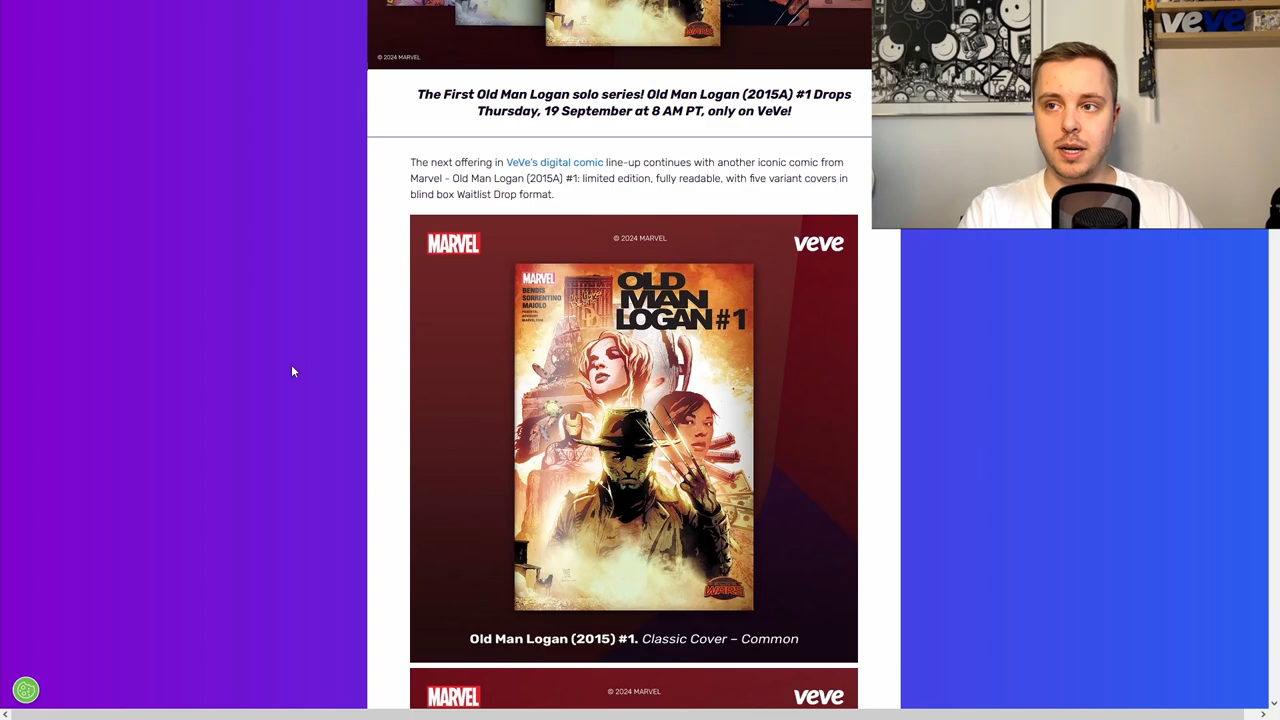 © 2024 MARVEL
veve
The First Old Man Logan solo series! Old Man Logan (2015A) #1 Drops
Thursday, 19 September at 8 AM PT, only on VeVe!
The next offering in VeVe's digital comic line-up continues with another iconic comic from
Marvel - Old Man Logan (2015A) #1: limited edition, fully readable, with five variant covers in
blind box Waitlist Drop format.
MARVEL
© 2024 MARVEL
veve
MARVEL
BENDIS
SORRENTINO
MAIOLO
OLD
MAN
LOGAN #1
WARS
Old Man Logan (2015) #1. Classic Cover – Common
MARVEL
© 2024 MARVEL
veve